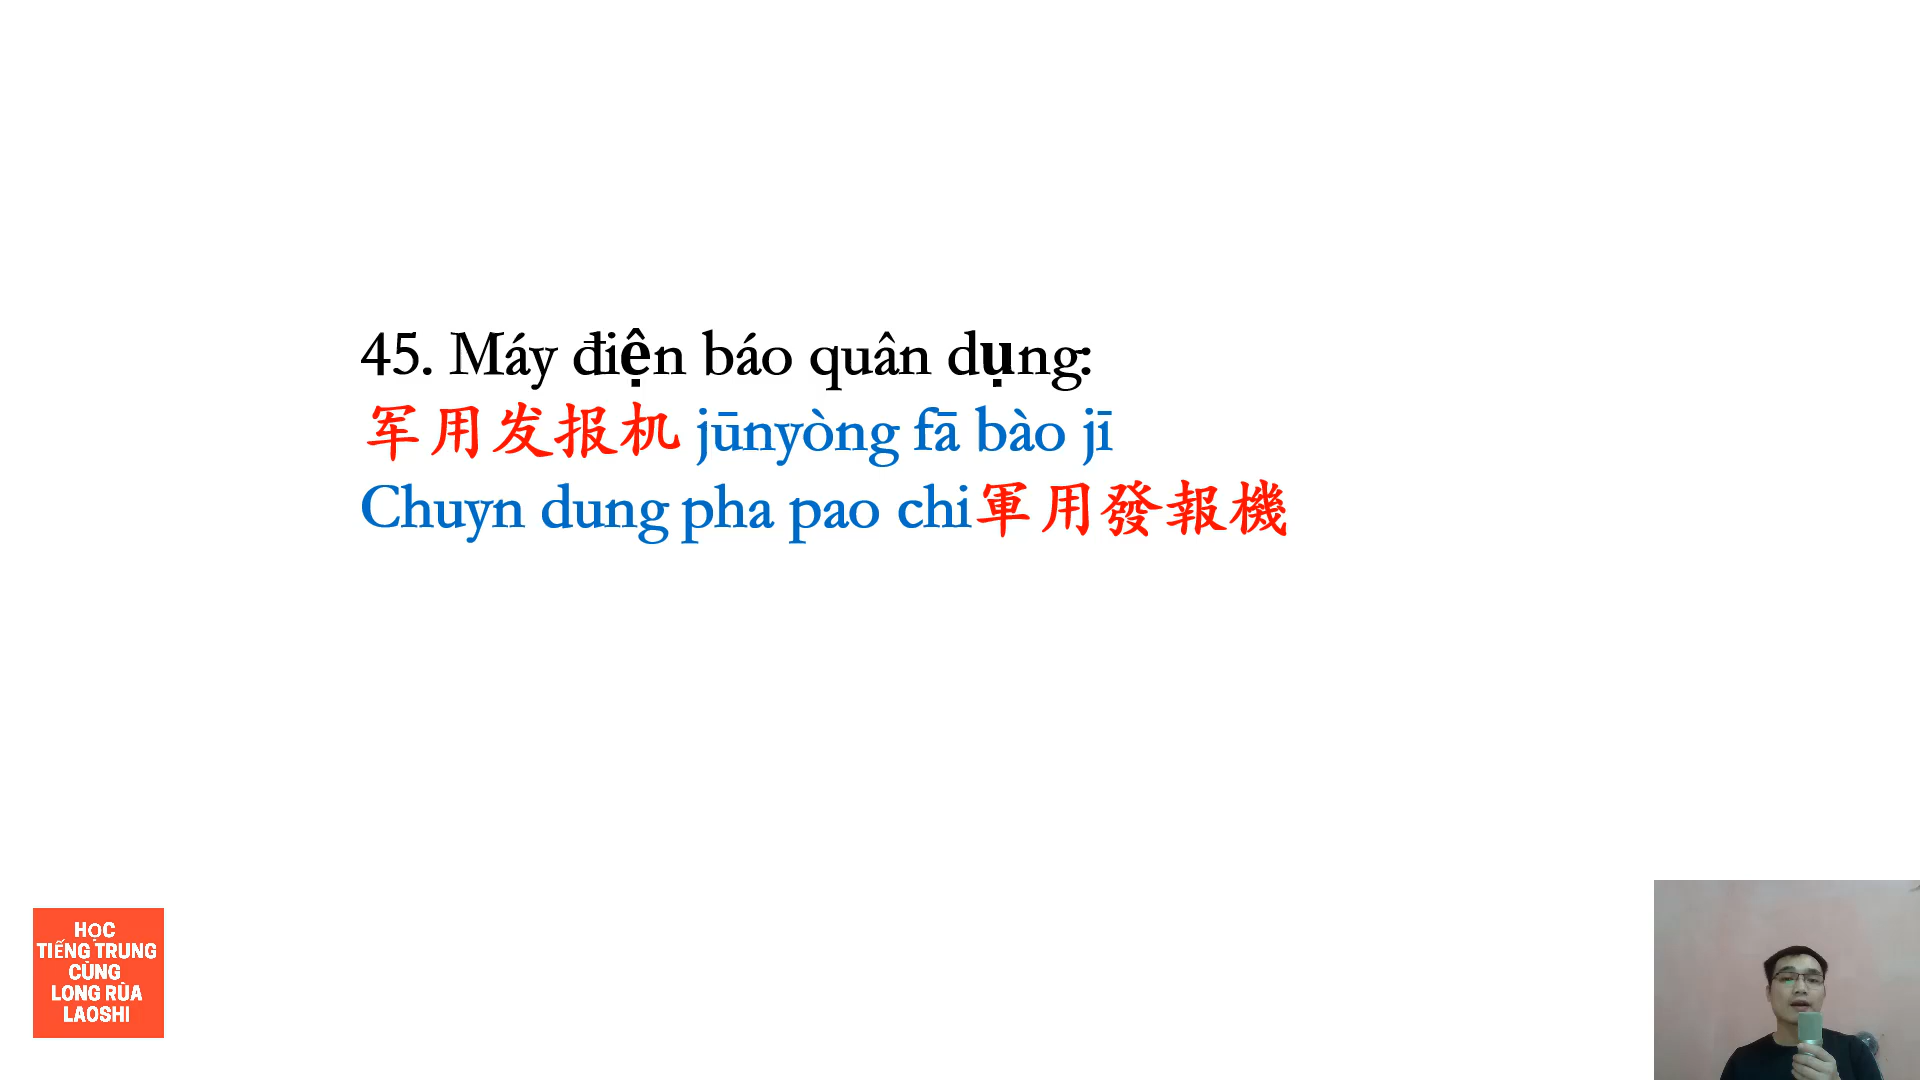 45. Máy điện báo quân dụng:
军用发报机 jūnyòng fā bào jī
Chuyn dung pha pao chi軍用發報機
HỌC
TIẾNG TRUNG
CÙNG
LONG RÙA
LAOSHI